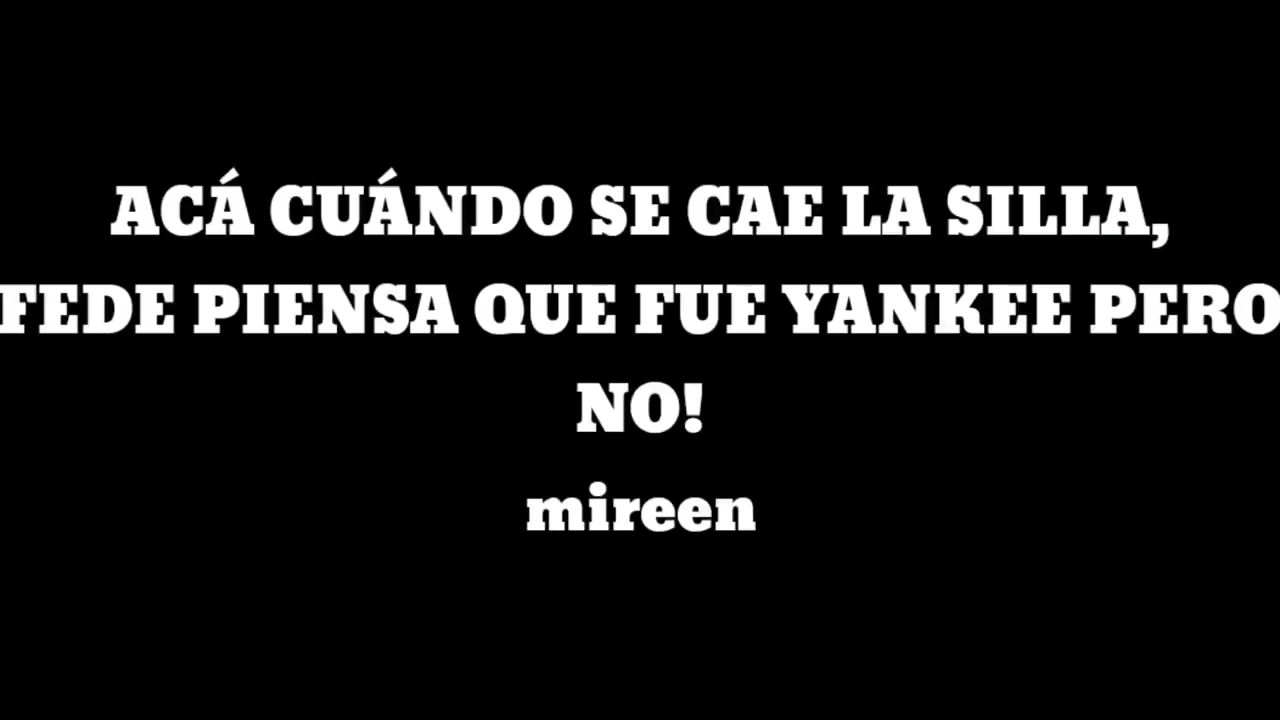 ACÁ CUÁNDO SE CAE LA SILLA,
FEDE PIENSA QUE FUE YANKEE PERO
NO!
mireen